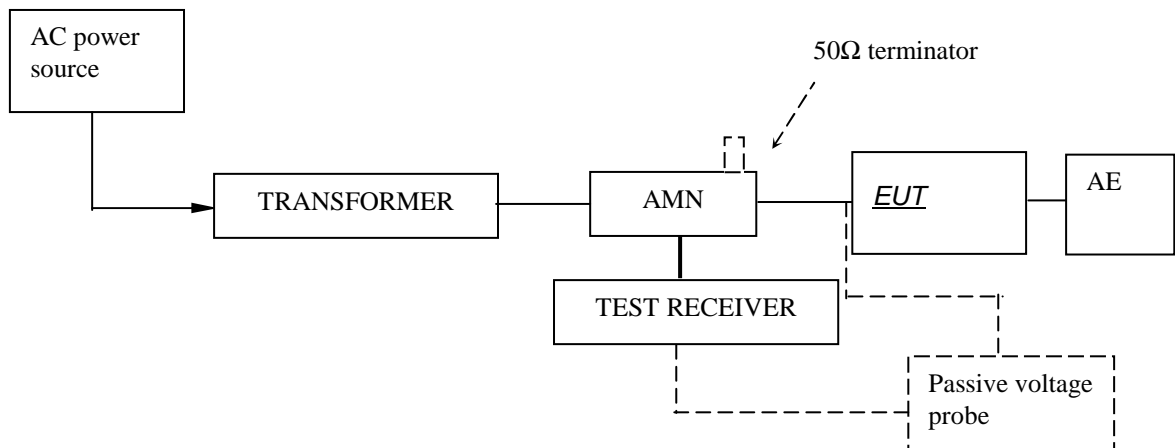 AC power
source
50Ω terminator
TRANSFORMER
AMN
EUT
AE
TEST RECEIVER
Passive voltage
probe